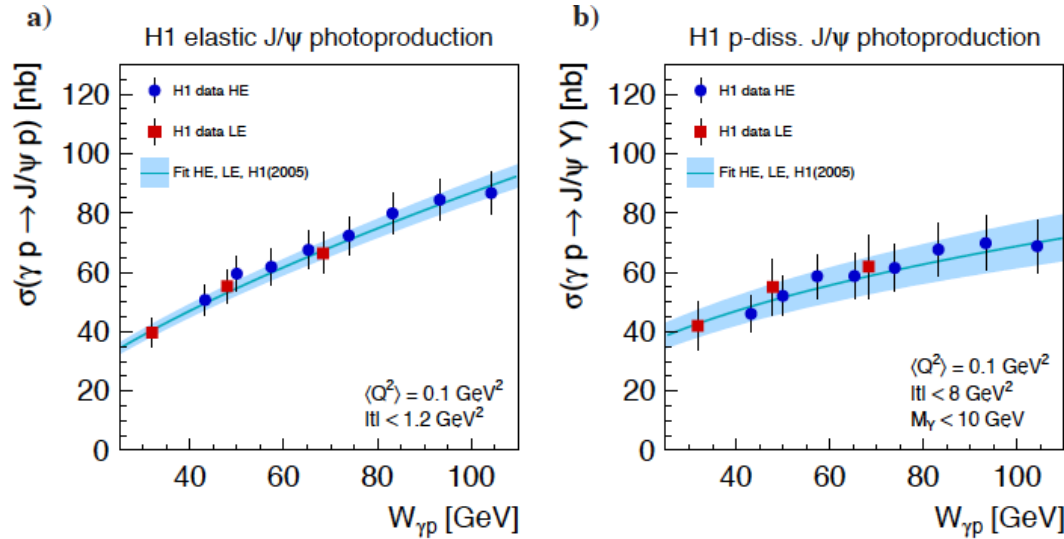 a)
H1 elastic J/ψ photoproduction
σ(γ p → J/ψ p) [nb]
120
100
80
60
40
20
0
H1 data HE
H1 data LE
Fit HE, LE, H1(2005)
⟨Q²⟩ = 0.1 GeV²
|t| < 1.2 GeV²
40 60 80 100
W_γp [GeV]
b)
H1 p-diss. J/ψ photoproduction
σ(γ p → J/ψ Y) [nb]
120
100
80
60
40
20
0
H1 data HE
H1 data LE
Fit HE, LE, H1(2005)
⟨Q²⟩ = 0.1 GeV²
|t| < 8 GeV²
M_Y < 10 GeV
40 60 80 100
W_γp [GeV]